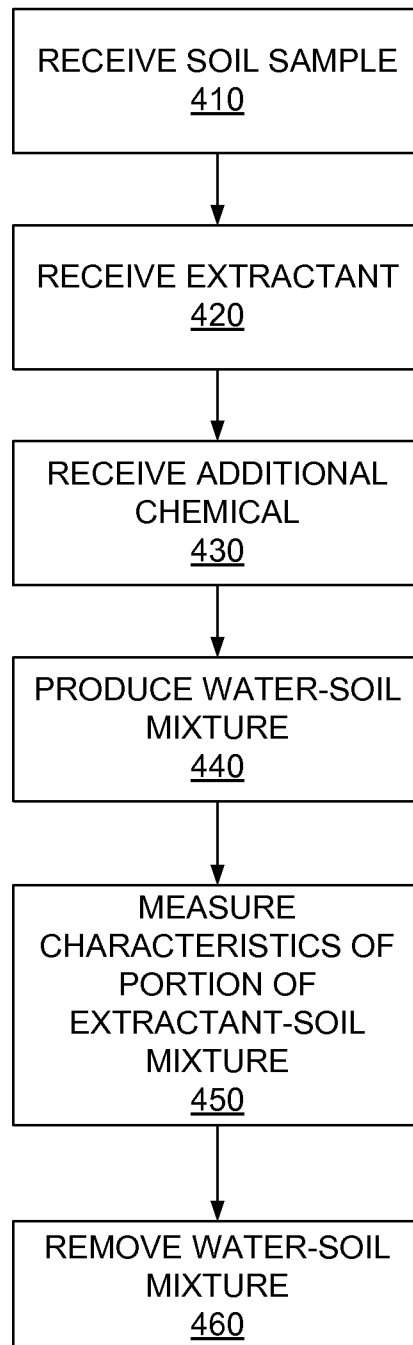 RECEIVE SOIL SAMPLE
410
RECEIVE EXTRACTANT
420
RECEIVE ADDITIONAL
CHEMICAL
430
PRODUCE WATER-SOIL
MIXTURE
440
MEASURE
CHARACTERISTICS OF
PORTION OF
EXTRACTANT-SOIL
MIXTURE
450
REMOVE WATER-SOIL
MIXTURE
460